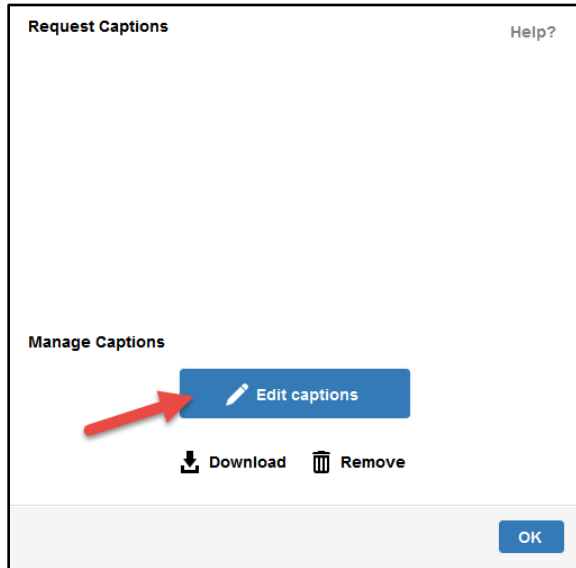 Request Captions
Help?
Manage Captions
Edit captions
Download
Remove
OK